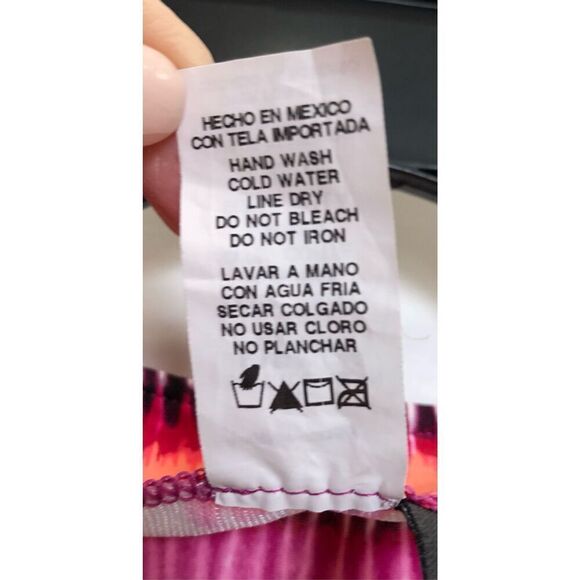 HECHO EN MEXICO
CON TELA IMPORTADA
HAND WASH
COLD WATER
LINE DRY
DO NOT BLEACH
DO NOT IRON
LAVAR A MANO
CON AGUA FRIA
SECAR COLGADO
NO USAR CLORO
NO PLANCHAR